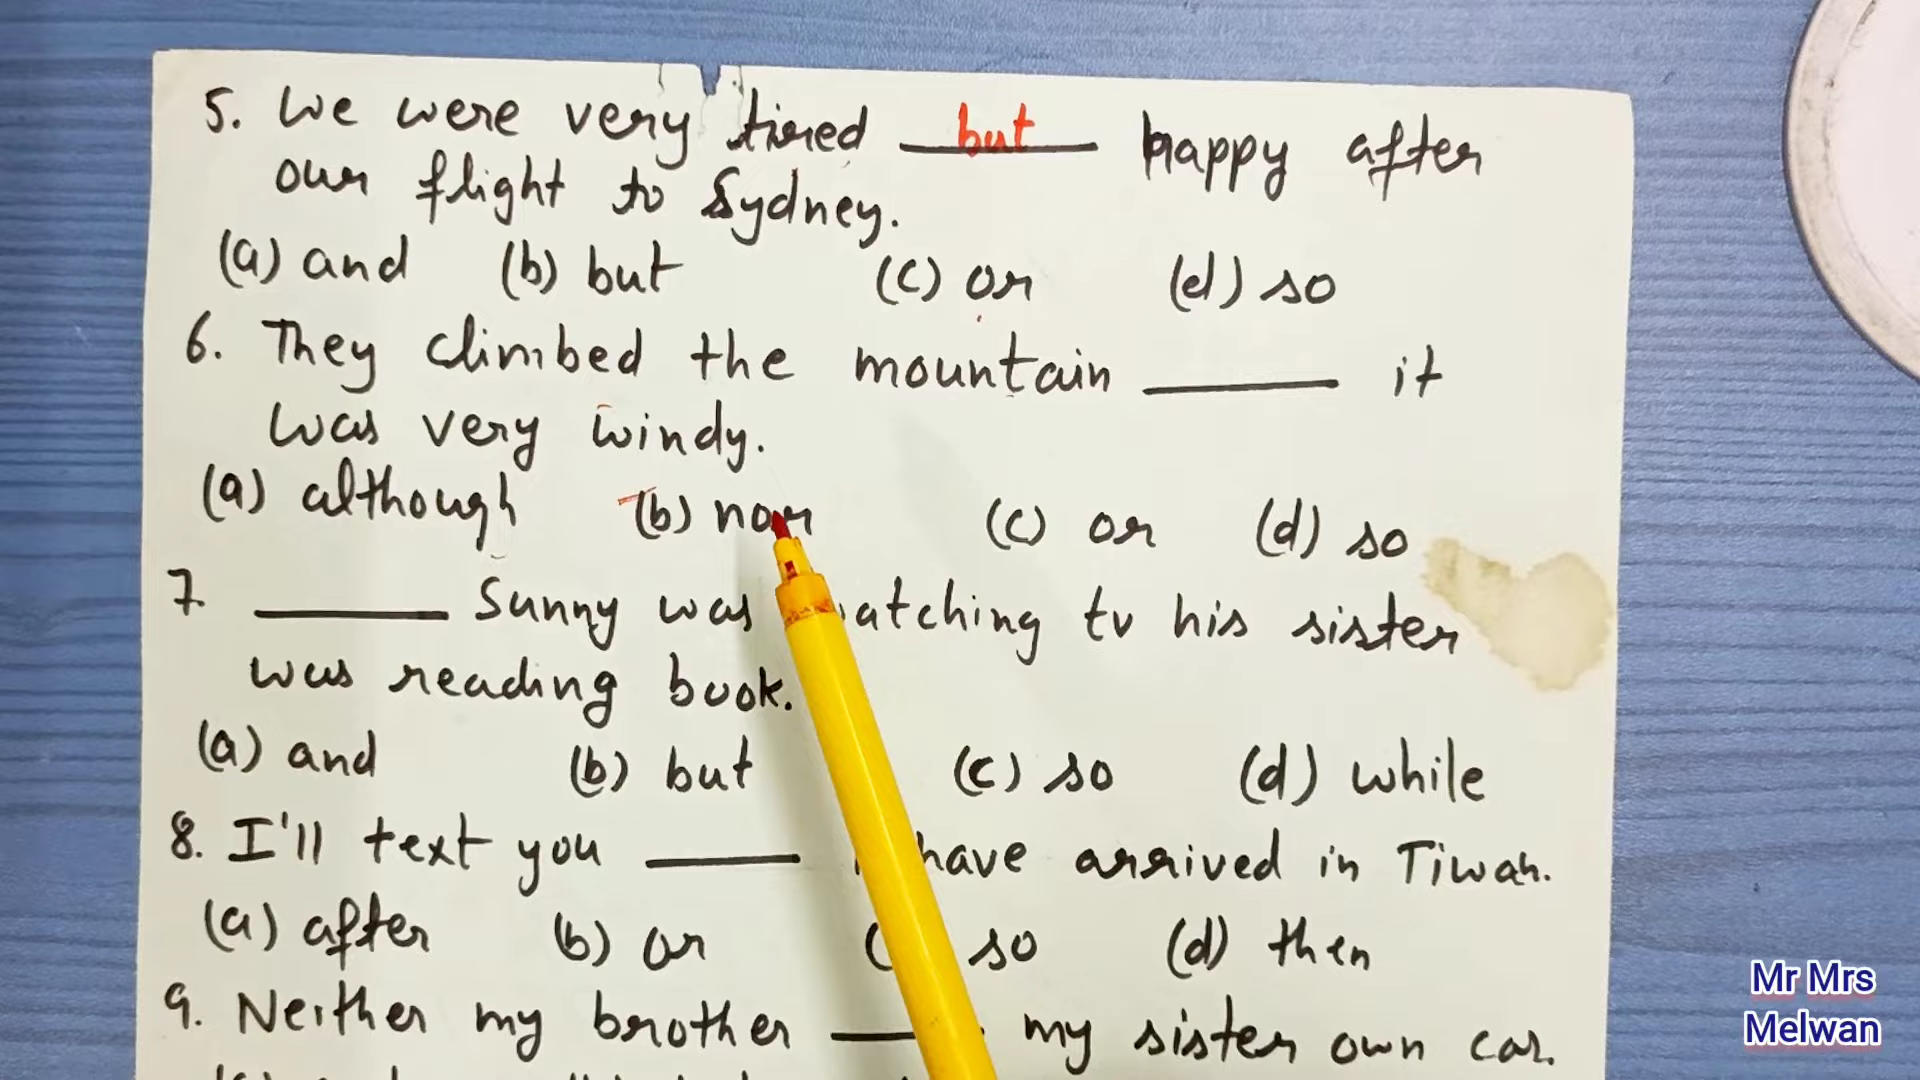 5. We were very tired but happy after
our flight to Sydney.
(a) and (b) but (c) or (d) so
6. They climbed the mountain ______ it
was very windy.
(a) although (b) nor (c) or (d) so
7. ______ Sunny was atching tv his sister
was reading book.
(a) and (b) but (c) so (d) while
8. I'll text you ______ have arrived in Tiwan.
(a) after (b) or ( so (d) then
9. Neither my brother ______ my sister own car.
Mr Mrs
Melwan